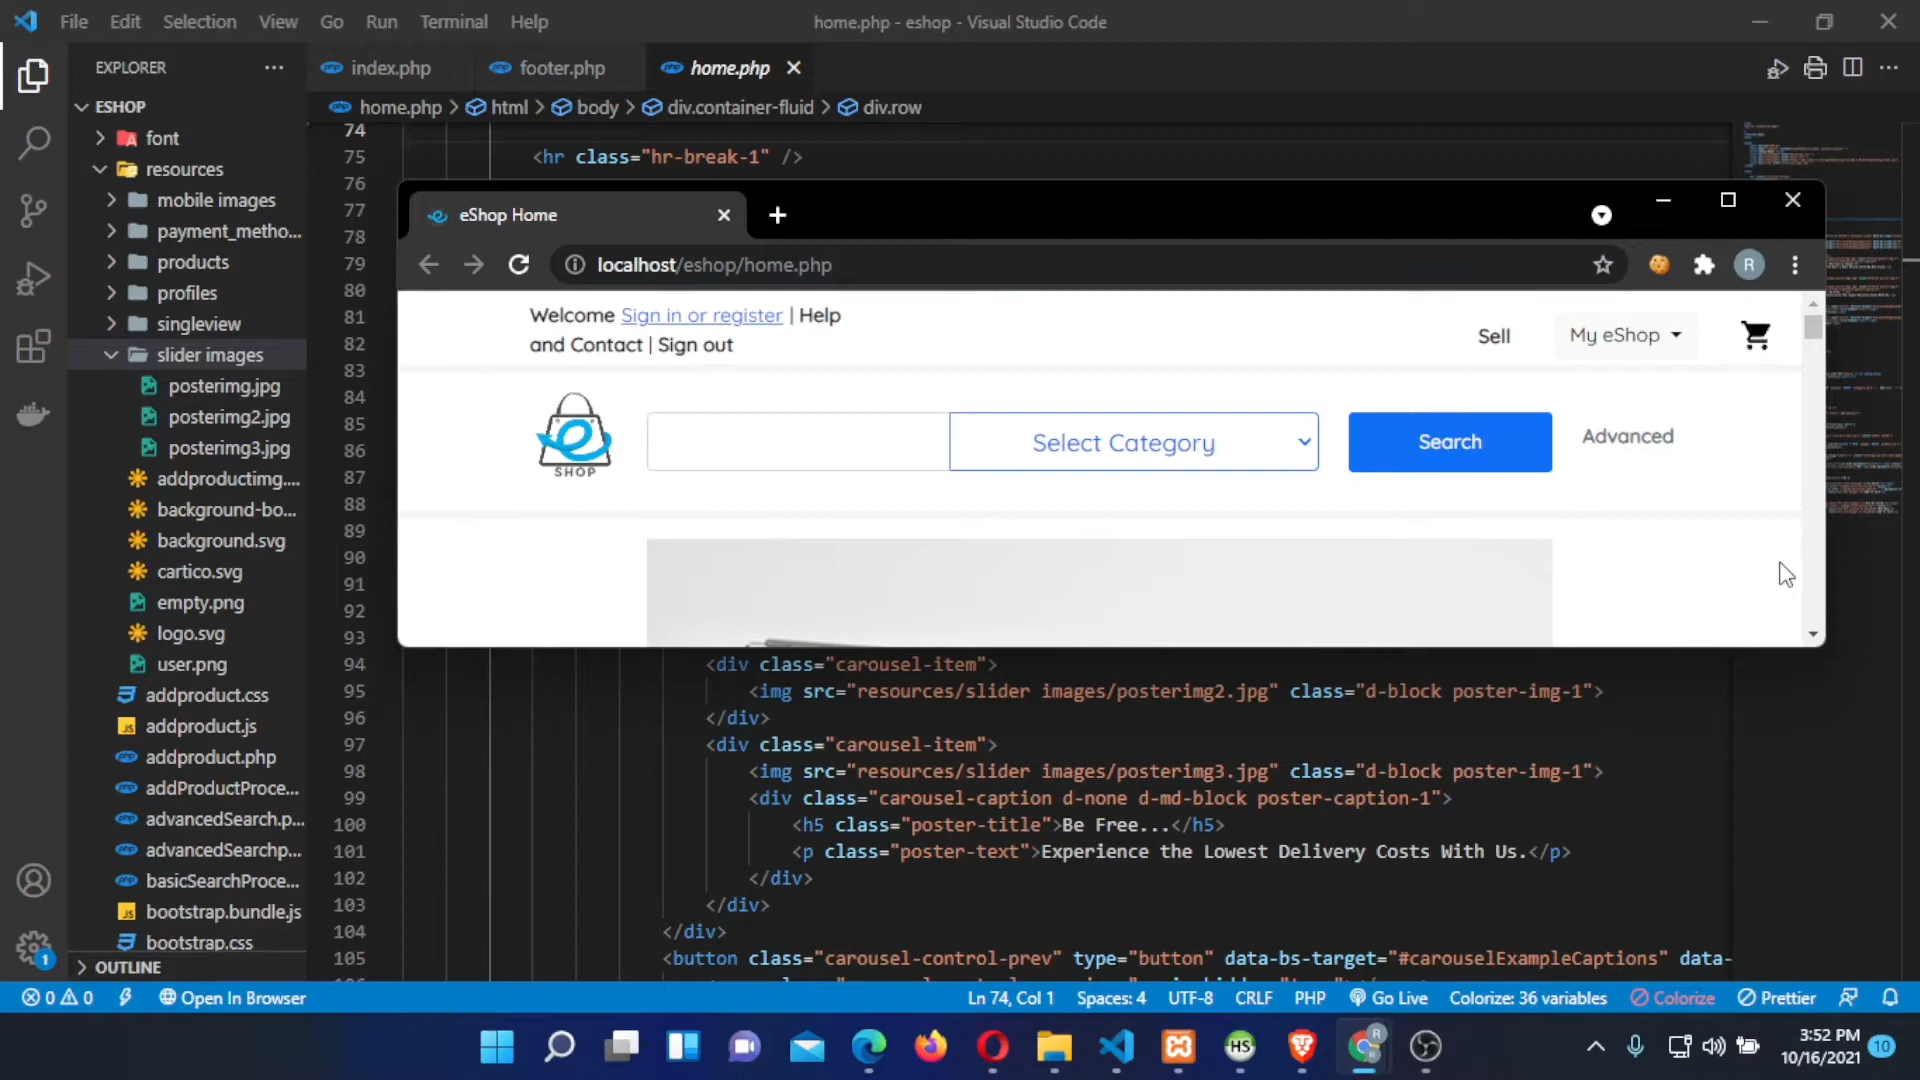 File Edit Selection View Go Run Terminal Help
home.php - eshop - Visual Studio Code
EXPLORER
index.php footer.php home.php
ESHOP
home.php > html > body > div.container-fluid > div.row
font
resources
mobile images
payment_metho...
products
profiles
singleview
slider images
posterimg.jpg
posterimg2.jpg
posterimg3.jpg
addproductimg....
background-bo...
background.svg
cartico.svg
empty.png
logo.svg
user.png
addproduct.css
addproduct.js
addproduct.php
addProductProce...
advancedSearch.p...
advancedSearchp...
basicSearchProce...
bootstrap.bundle.js
bootstrap.css
OUTLINE
74
75 <hr class="hr-break-1" />
76
77
78
79
80
81
82
83
84
85
86
87
88
89
90
91
92
93
eShop Home
localhost/eshop/home.php
R
Welcome Sign in or register | Help
and Contact | Sign out
Sell
My eShop
SHOP
Select Category
Search
Advanced
94 <div class="carousel-item">
95 <img src="resources/slider images/posterimg2.jpg" class="d-block poster-img-1">
96 </div>
97 <div class="carousel-item">
98 <img src="resources/slider images/posterimg3.jpg" class="d-block poster-img-1">
99 <div class="carousel-caption d-none d-md-block poster-caption-1">
100 <h5 class="poster-title">Be Free...</h5>
101 <p class="poster-text">Experience the Lowest Delivery Costs With Us.</p>
102 </div>
103 </div>
104 </div>
105 <button class="carousel-control-prev" type="button" data-bs-target="#carouselExampleCaptions" data-
1
0 0 Open In Browser
Ln 74, Col 1 Spaces: 4 UTF-8 CRLF PHP Go Live Colorize: 36 variables Colorize Prettier
HS
R
3:52 PM
10/16/2021
10